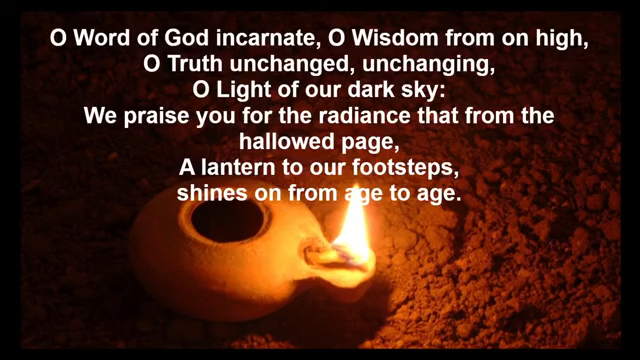 O Word of God incarnate, O Wisdom from on high,
O Truth unchanged, unchanging,
O Light of our dark sky:
We praise you for the radiance that from the
hallowed page,
A lantern to our footsteps,
shines on from age to age.